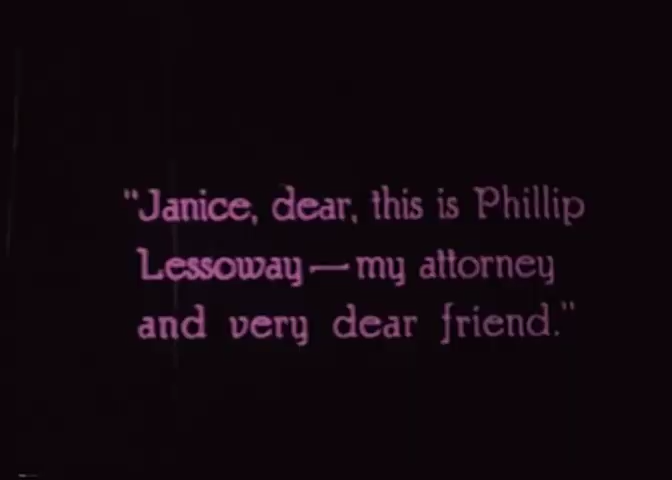 "Janice, dear, this is Phillip
Lessoway—my attorney
and very dear friend."